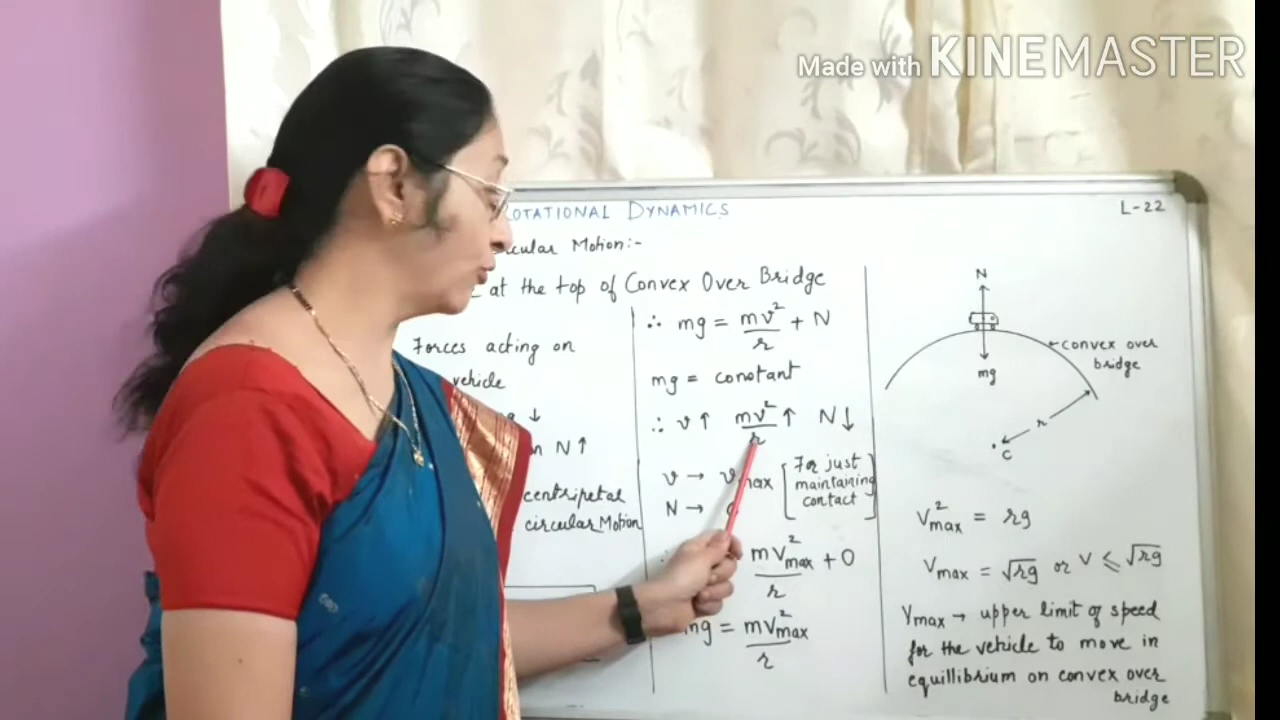 Made with KINEMASTER
ROTATIONAL DYNAMICS
L-22
Circular Motion:-
at the top of Convex Over Bridge
Forces acting on
vehicle
↓
N ↑
centripetal
circular Motion
∴ mg = mv²/r + N
mg = constant
∴ v ↑ mv²/r ↑ N ↓
v → vmax [For just
maintaining
contact]
N →
mv²max/r + 0
mg = mv²max/r
N
convex over
bridge
mg
r
C
V²max = rg
Vmax = √rg or v ⩽ √rg
Vmax → upper limit of speed
for the vehicle to move in
equillibrium on convex over
bridge